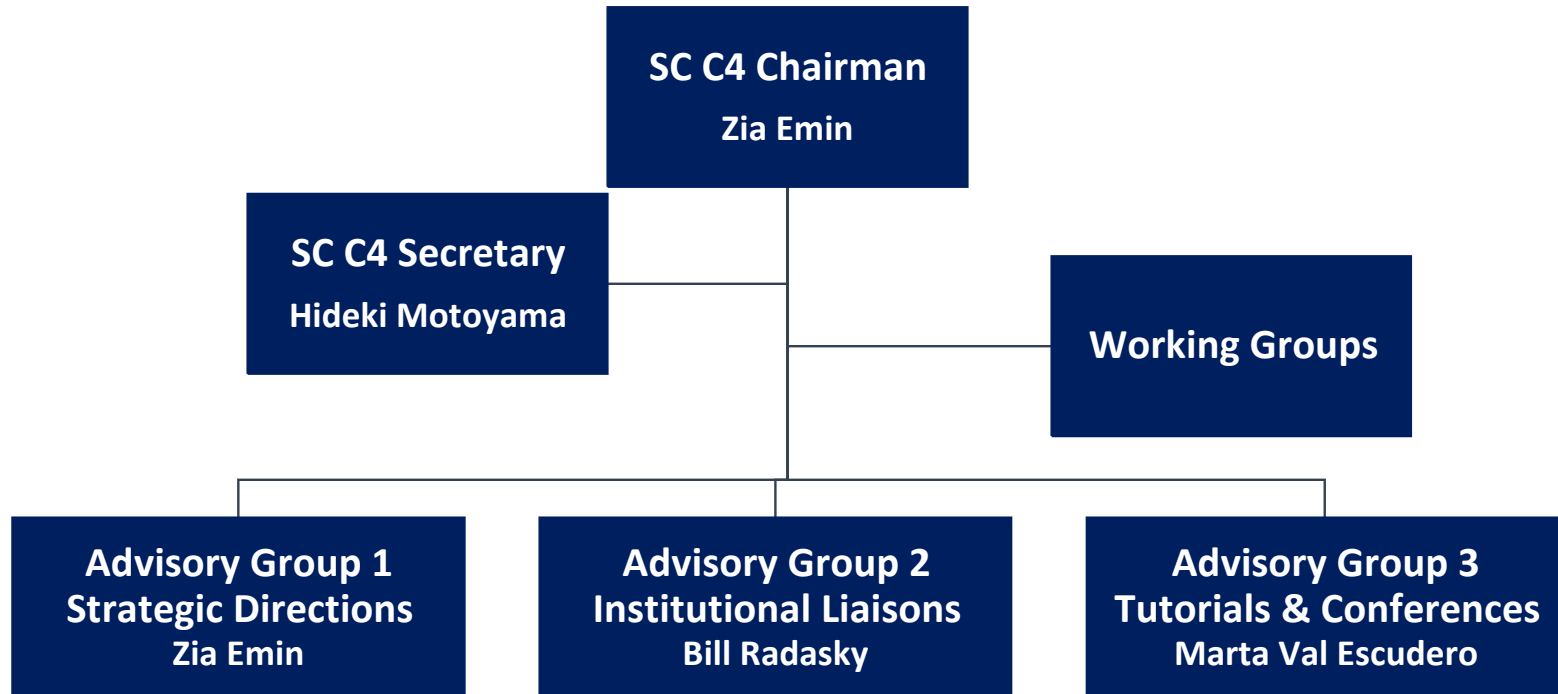 SC C4 Chairman
Zia Emin
SC C4 Secretary
Hideki Motoyama
Working Groups
Advisory Group 1
Strategic Directions
Zia Emin
Advisory Group 2
Institutional Liaisons
Bill Radasky
Advisory Group 3
Tutorials & Conferences
Marta Val Escudero